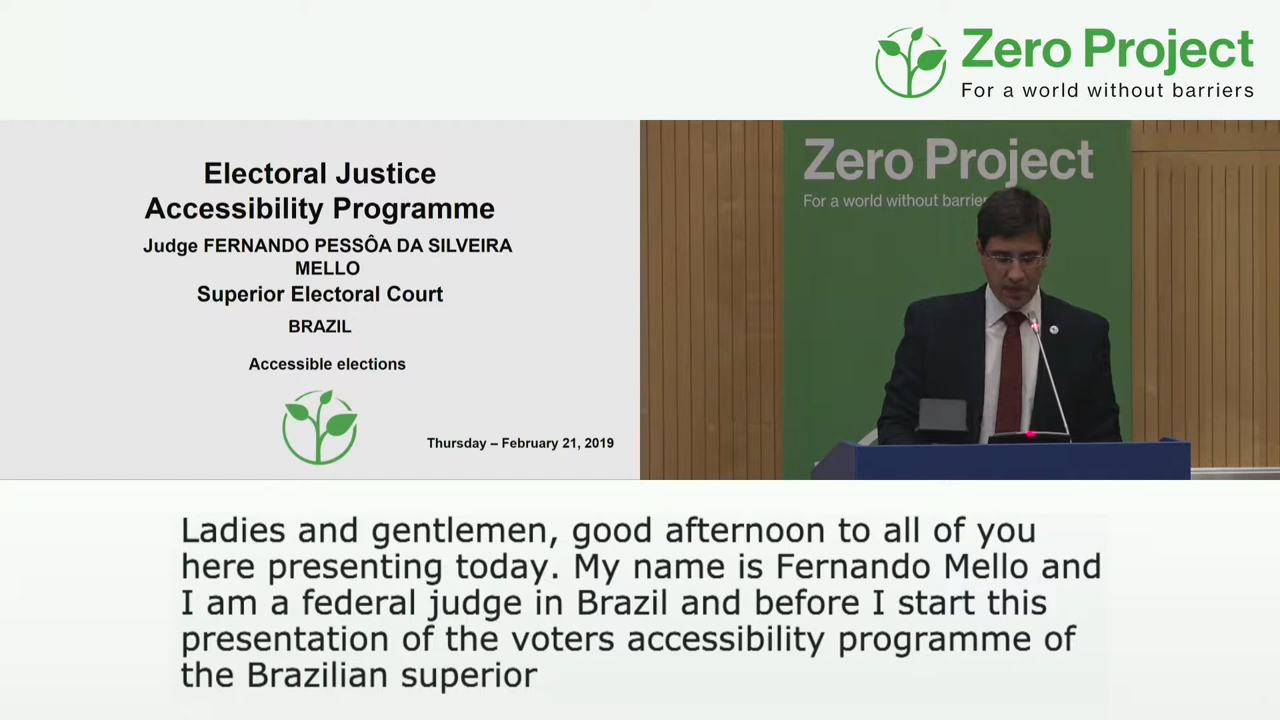 Zero Project
For a world without barriers
Electoral Justice
Accessibility Programme
Judge FERNANDO PESSÔA DA SILVEIRA
MELLO
Superior Electoral Court
BRAZIL
Accessible elections
Thursday – February 21, 2019
Zero Project
For a world without barrier
Ladies and gentlemen, good afternoon to all of you
here presenting today. My name is Fernando Mello and
I am a federal judge in Brazil and before I start this
presentation of the voters accessibility programme of
the Brazilian superior